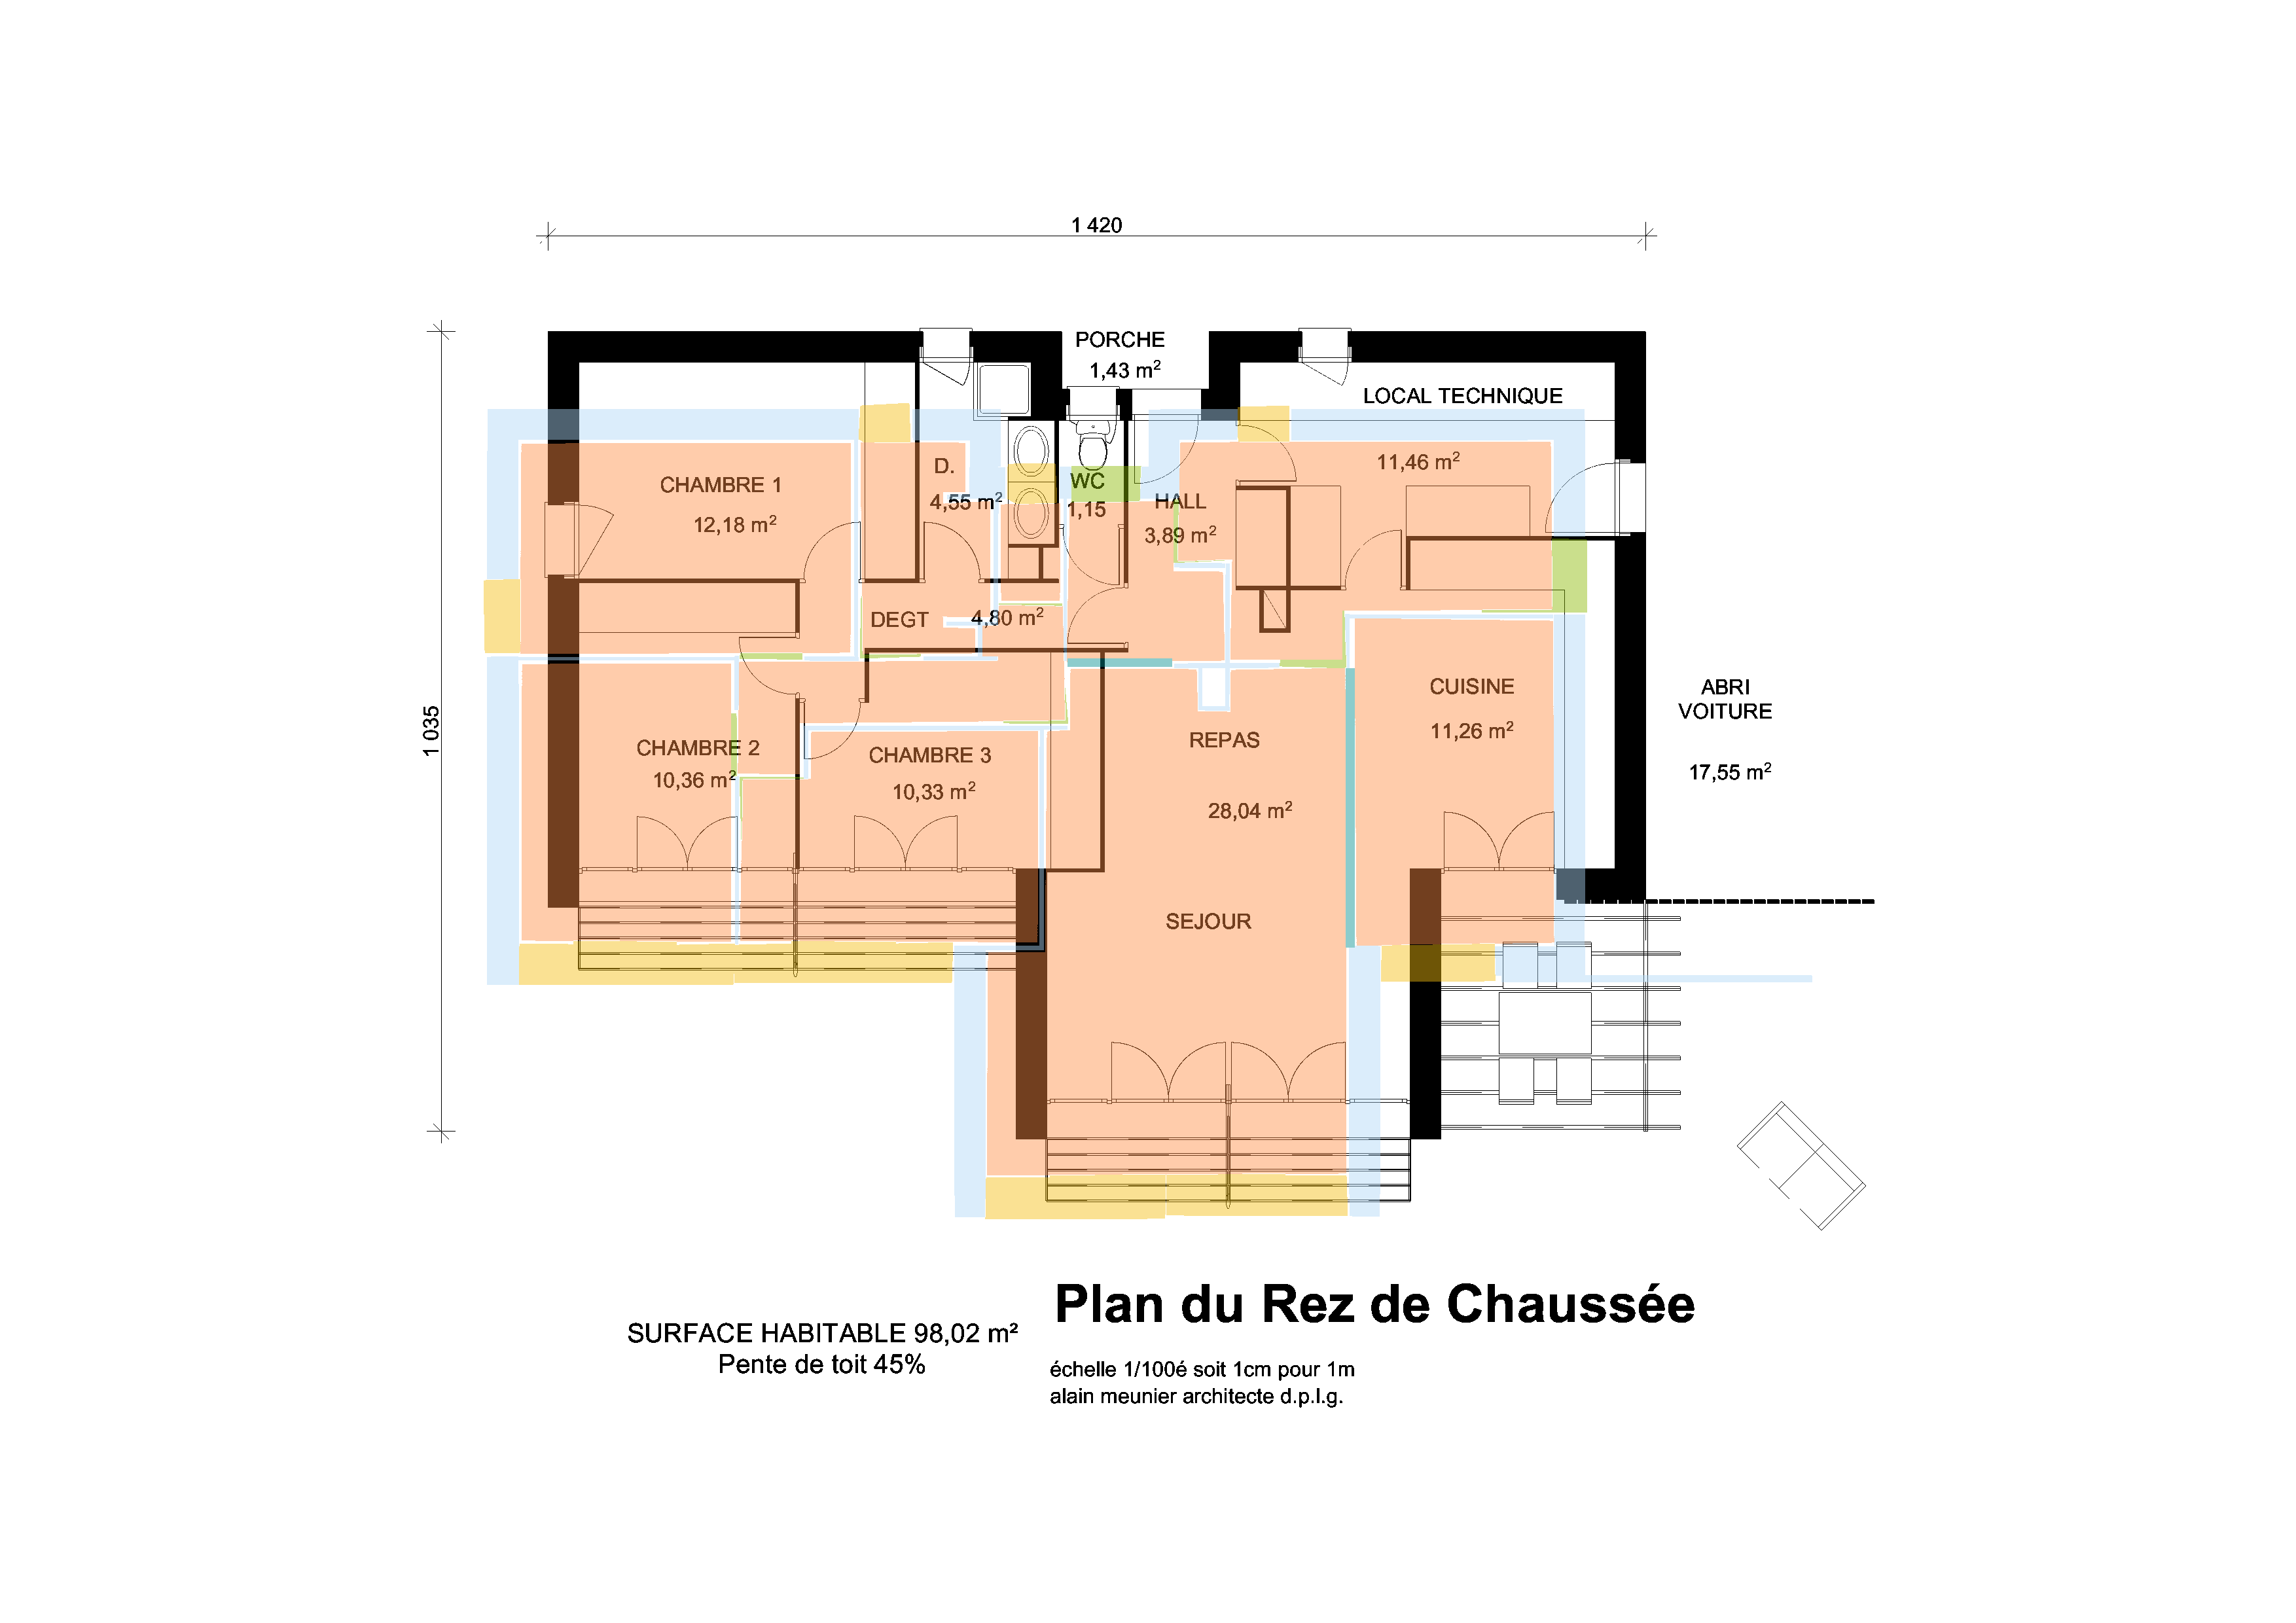 1 420
PORCHE
1,43 m²
LOCAL TECHNIQUE
11,46 m²
D.
4,55 m²
WC
1,15
HALL
3,89 m²
CHAMBRE 1
12,18 m²
DEGT
4,80 m²
CUISINE
11,26 m²
ABRI
VOITURE
17,55 m²
1 035
CHAMBRE 2
10,36 m²
CHAMBRE 3
10,33 m²
REPAS
28,04 m²
SEJOUR
Plan du Rez de Chaussée
SURFACE HABITABLE 98,02 m²
Pente de toit 45%
échelle 1/100é soit 1cm pour 1m
alain meunier architecte d.p.l.g.